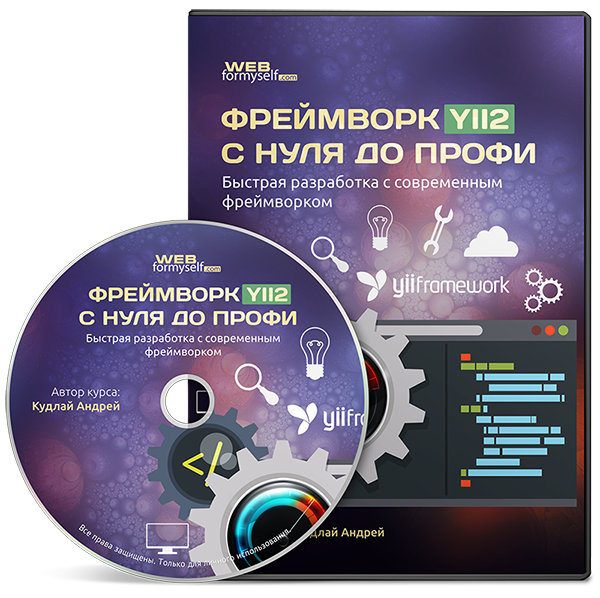 WEB
formyself.com
ФРЕЙМВОРК YII2
С НУЛЯ ДО ПРОФИ
Быстрая разработка с современным
фреймворком
yiiframework
Кудлай Андрей
WEB
formyself.com
ФРЕЙМВОРК YII2
С НУЛЯ ДО ПРОФИ
Быстрая разработка с современным
фреймворком
Автор курса:
Кудлай Андрей
yiifra
</>
Все права защищены. Только для личного использования.